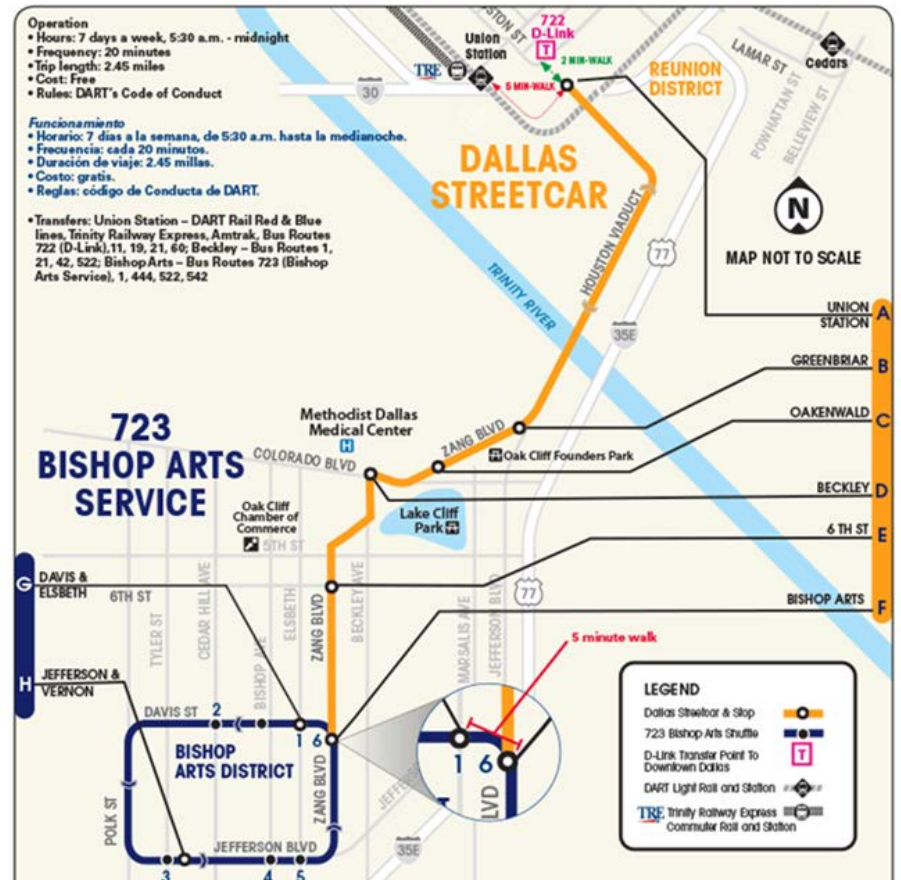 Operation
• Hours: 7 days a week, 5:30 a.m. - midnight
• Frequency: 20 minutes
• Trip length: 2.45 miles
• Cost: Free
• Rules: DART's Code of Conduct
Funcionamiento
• Horario: 7 días a la semana, de 5:30 a.m. hasta la medianoche.
• Frecuencia: cada 20 minutos.
• Duración de viaje: 2.45 millas.
• Costo: gratis.
• Reglas: código de Conducta de DART.
• Transfers: Union Station – DART Rail Red & Blue
lines, Trinity Railway Express, Amtrak, Bus Routes
722 (D-Link),11, 19, 21, 60; Beckley – Bus Routes 1,
21, 42, 522; Bishop Arts – Bus Routes 723 (Bishop
Arts Service), 1, 444, 522, 542
722
D-Link
T
Union
Station
TRE
2 MIN-WALK
5 MIN-WALK
30
REUNION
DISTRICT
LAMAR ST
Cedars
POWHATTAN ST
BELLEVIEW ST
DALLAS
STREETCAR
N
MAP NOT TO SCALE
HOUSTON VIADUCT
77
TRINITY RIVER
35E
UNION
STATION
A
GREENBRIAR
B
OAKENWALD
C
BECKLEY
D
6 TH ST
E
BISHOP ARTS
F
723
BISHOP ARTS
SERVICE
Methodist Dallas
Medical Center
H
COLORADO BLVD
ZANG BLVD
Oak Cliff Founders Park
Oak Cliff
Chamber of
Commerce
5TH ST
Lake Cliff
Park
G
DAVIS &
ELSBETH
6TH ST
H
JEFFERSON &
VERNON
TYLER ST
CEDAR HILL AVE
BISHOP AVE
ELSBETH
ZANG BLVD
BECKLEY AVE
MARSALIS AVE
JEFFERSON BLVD
77
5 minute walk
DAVIS ST
2
1
6
BISHOP
ARTS DISTRICT
ZANG BLVD
POLK ST
JEFFERSON BLVD
3
4
5
1
6
LVD
35E
LEGEND
Dallas Streetcar & Stop
723 Bishop Arts Shuttle
D-Link Transfer Point To
Downtown Dallas
T
DART Light Rail and Station
TRE Trinity Railway Express
Commuter Rail and Station